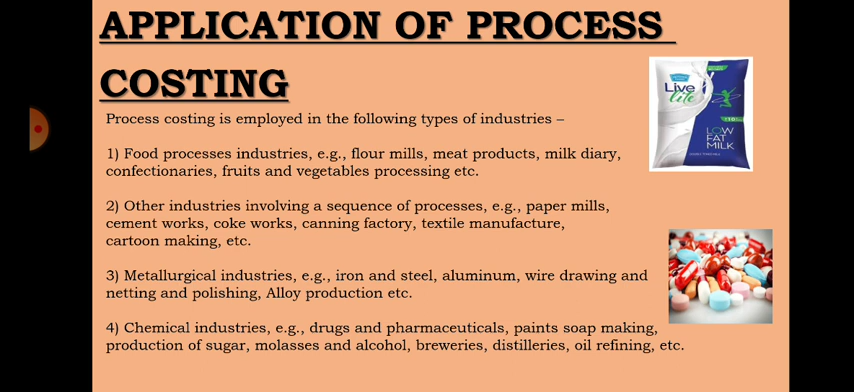 APPLICATION OF PROCESS
COSTING
Process costing is employed in the following types of industries –
1) Food processes industries, e.g., flour mills, meat products, milk diary,
confectionaries, fruits and vegetables processing etc.
2) Other industries involving a sequence of processes, e.g., paper mills,
cement works, coke works, canning factory, textile manufacture,
cartoon making, etc.
3) Metallurgical industries, e.g., iron and steel, aluminum, wire drawing and
netting and polishing, Alloy production etc.
4) Chemical industries, e.g., drugs and pharmaceuticals, paints soap making,
production of sugar, molasses and alcohol, breweries, distilleries, oil refining, etc.
Live
lite
LOW
FAT
MILK